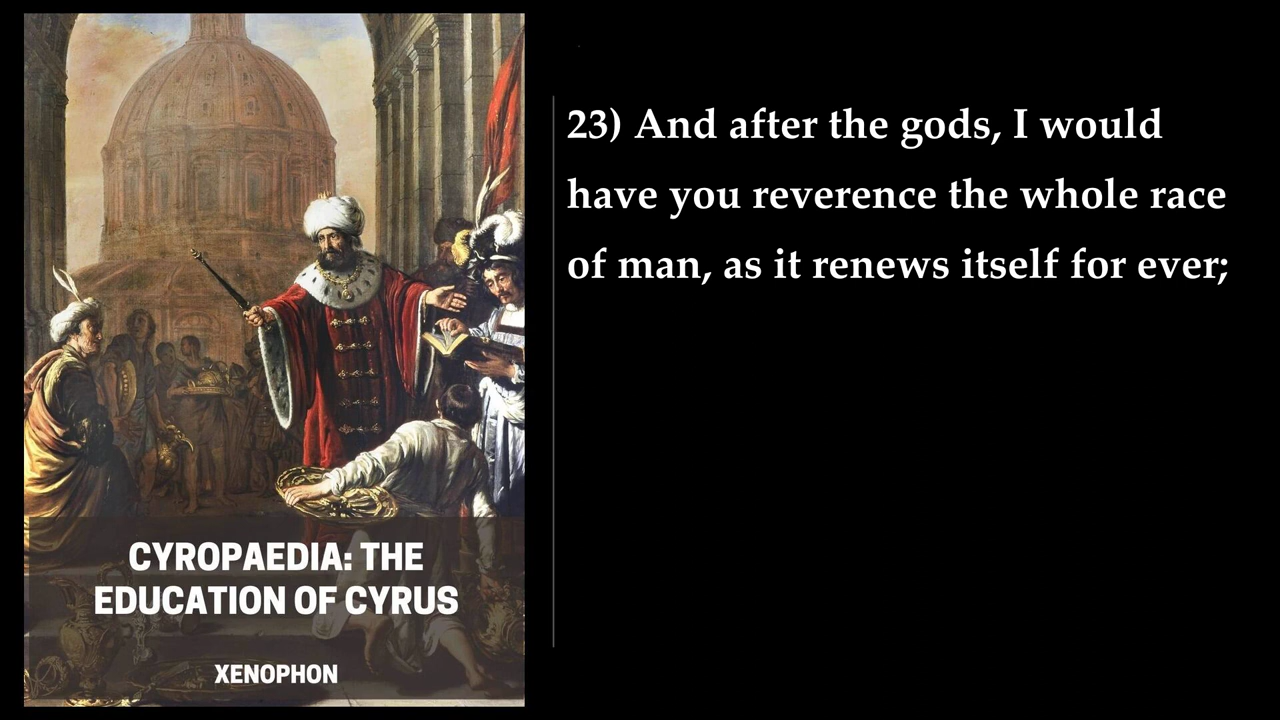 CYROPAEDIA: THE
EDUCATION OF CYRUS
XENOPHON
23) And after the gods, I would
have you reverence the whole race
of man, as it renews itself for ever;